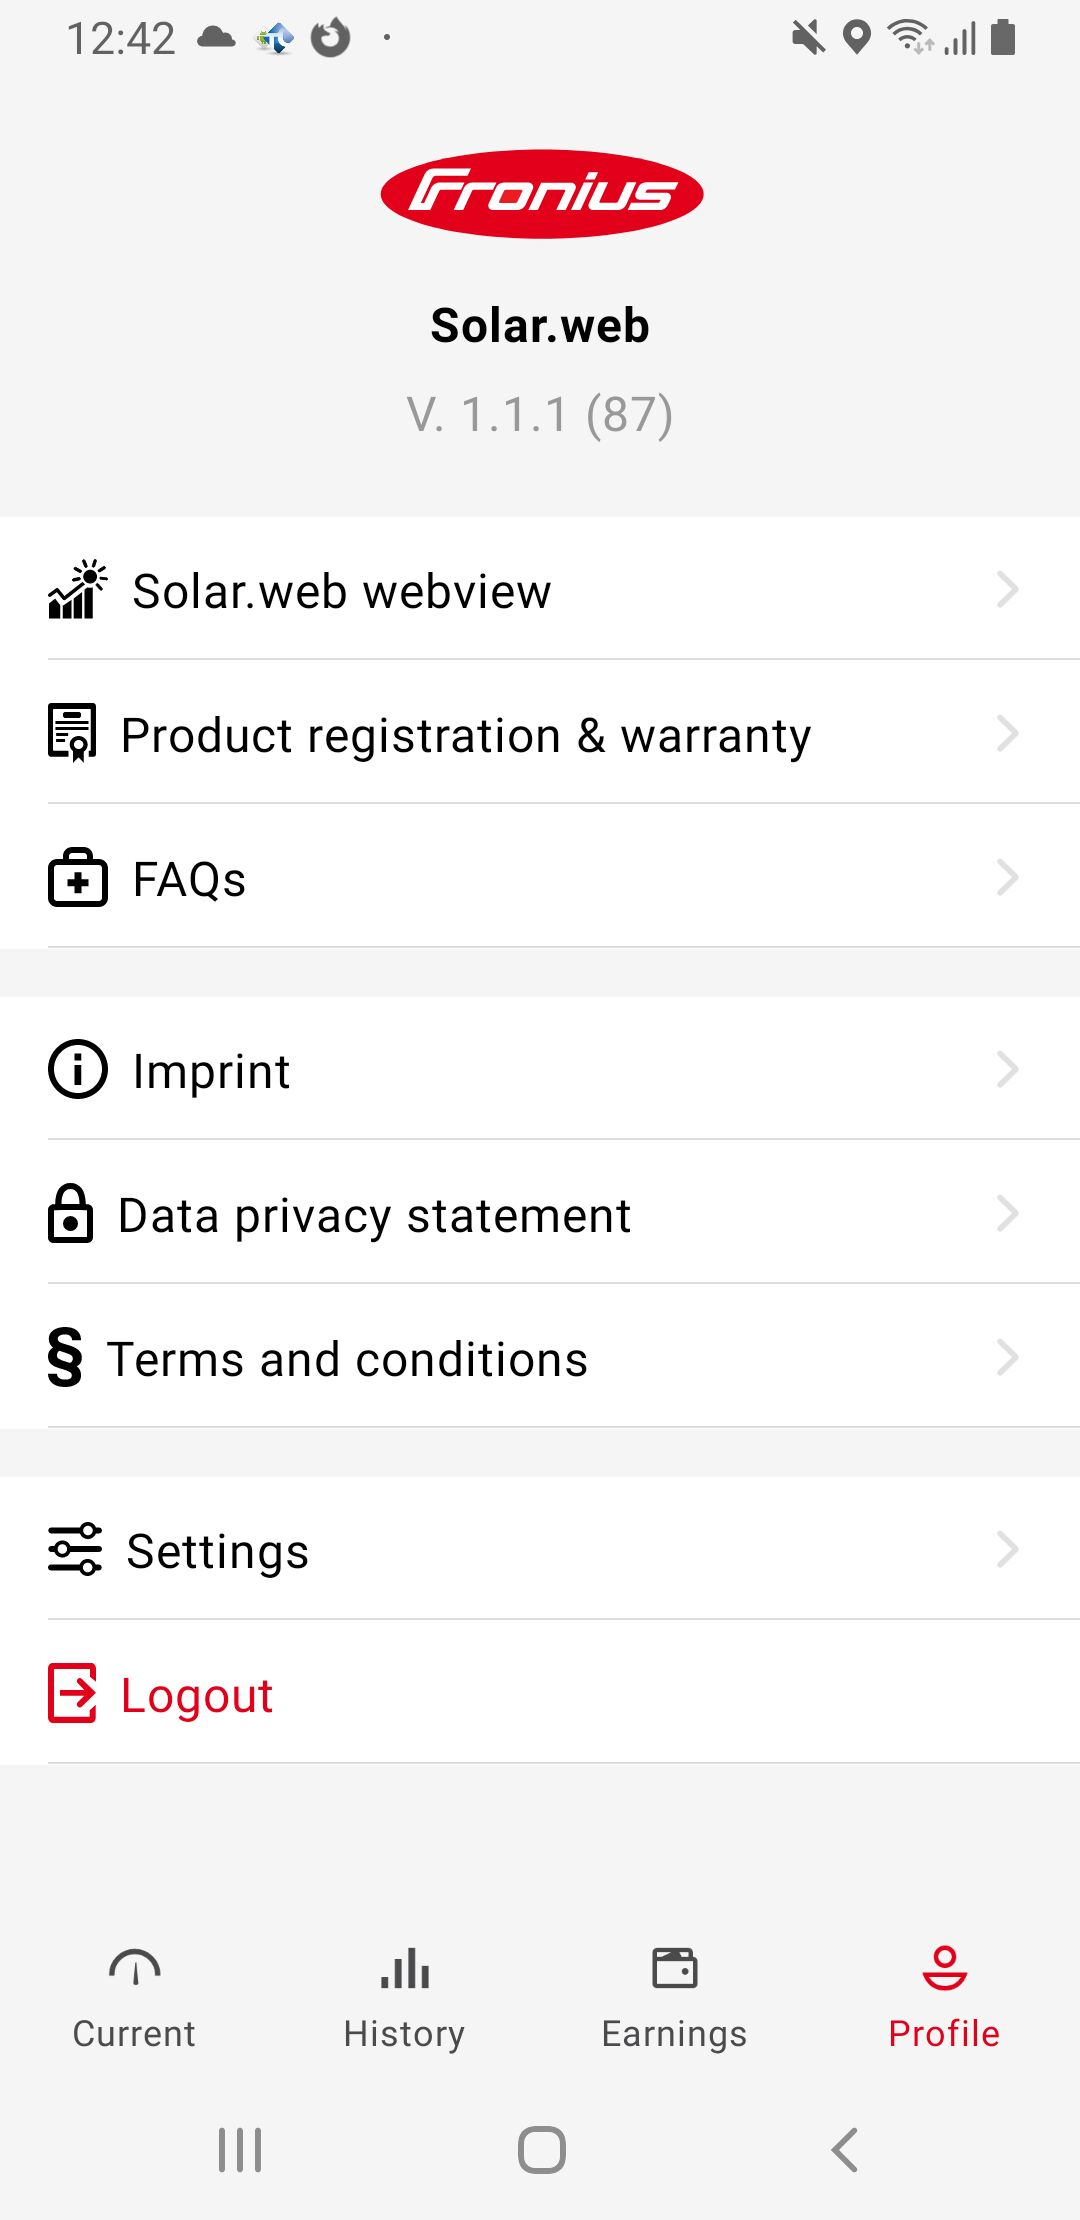 12:42
Fronius
Solar.web
V. 1.1.1 (87)
Solar.web webview
Product registration & warranty
FAQs
Imprint
Data privacy statement
§ Terms and conditions
Settings
Logout
Current History Earnings Profile